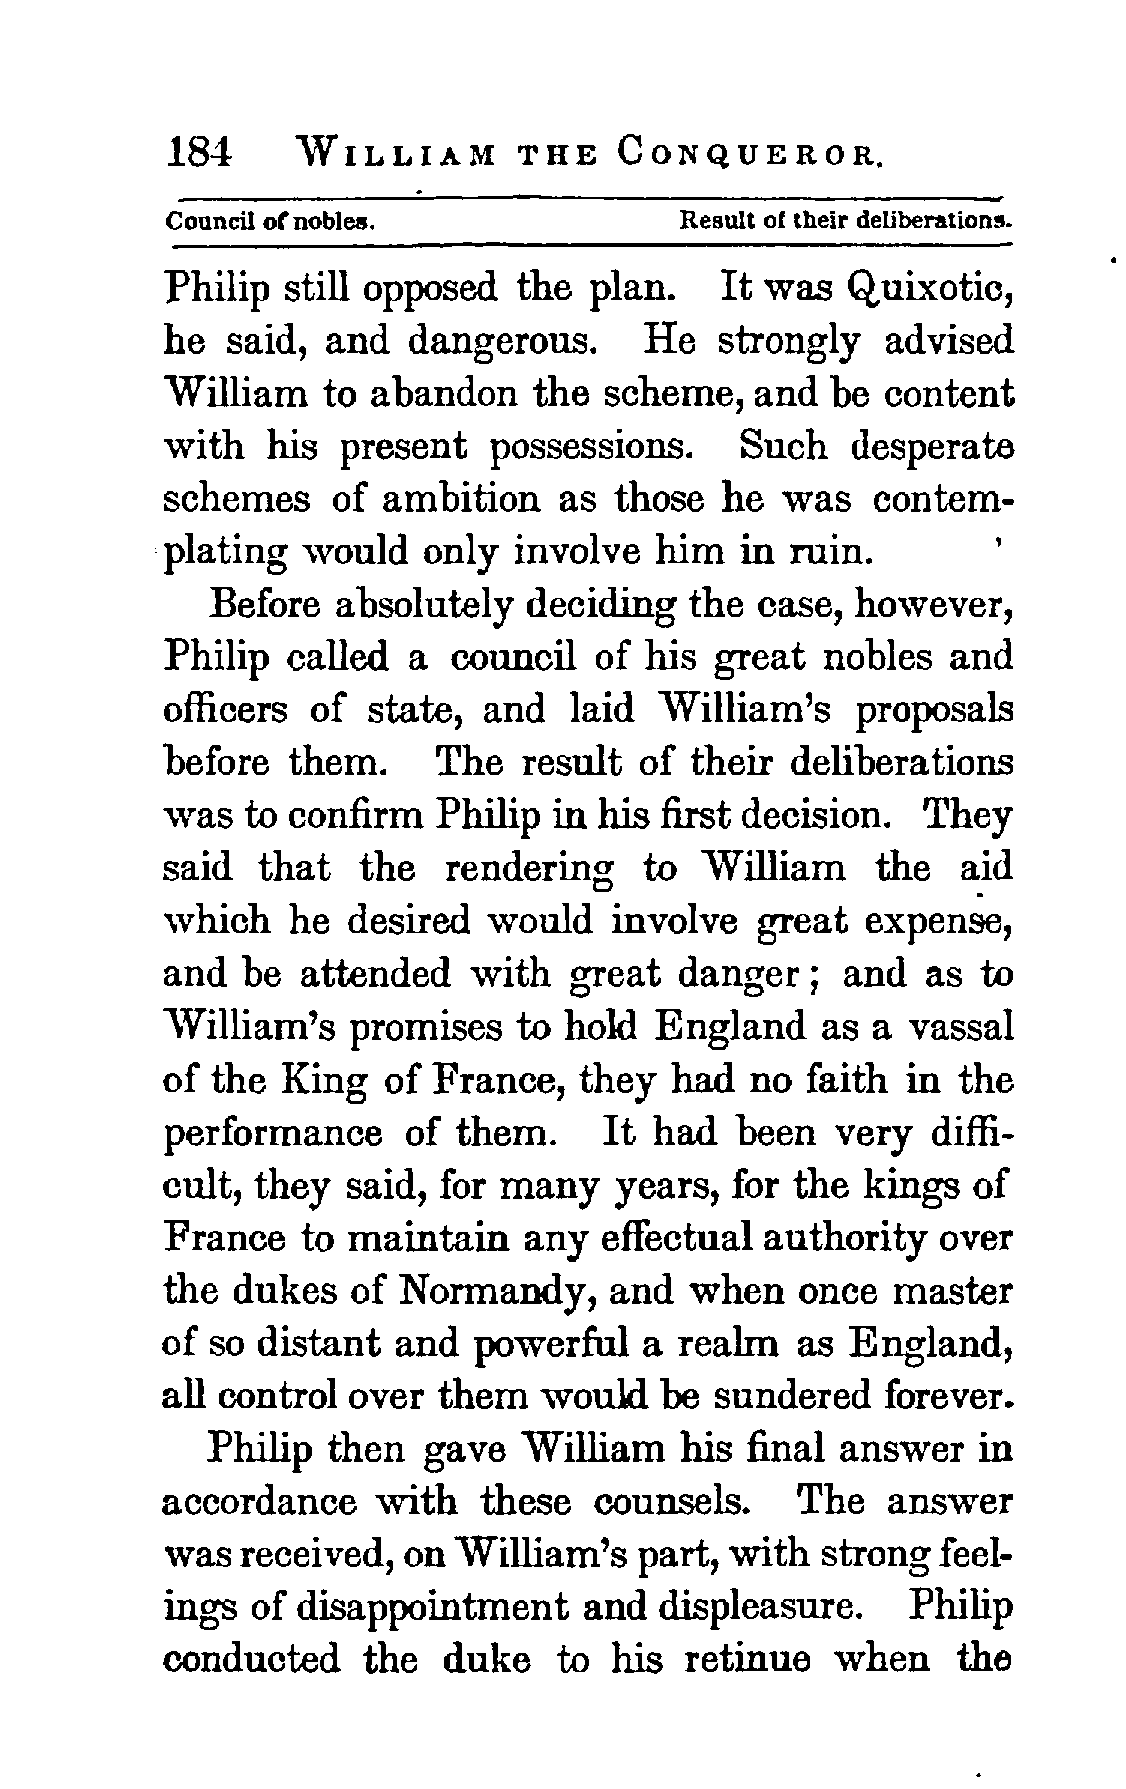 184 WILLIAM THE CONQUEROR.
Council of nobles. Result of their deliberations.
Philip still opposed the plan. It was Quixotic,
he said, and dangerous. He strongly advised
William to abandon the scheme, and be content
with his present possessions. Such desperate
schemes of ambition as those he was contem-
plating would only involve him in ruin.
Before absolutely deciding the case, however,
Philip called a council of his great nobles and
officers of state, and laid William's proposals
before them. The result of their deliberations
was to confirm Philip in his first decision. They
said that the rendering to William the aid
which he desired would involve great expense,
and be attended with great danger; and as to
William's promises to hold England as a vassal
of the King of France, they had no faith in the
performance of them. It had been very diffi-
cult, they said, for many years, for the kings of
France to maintain any effectual authority over
the dukes of Normandy, and when once master
of so distant and powerful a realm as England,
all control over them would be sundered forever.
Philip then gave William his final answer in
accordance with these counsels. The answer
was received, on William's part, with strong feel-
ings of disappointment and displeasure. Philip
conducted the duke to his retinue when the